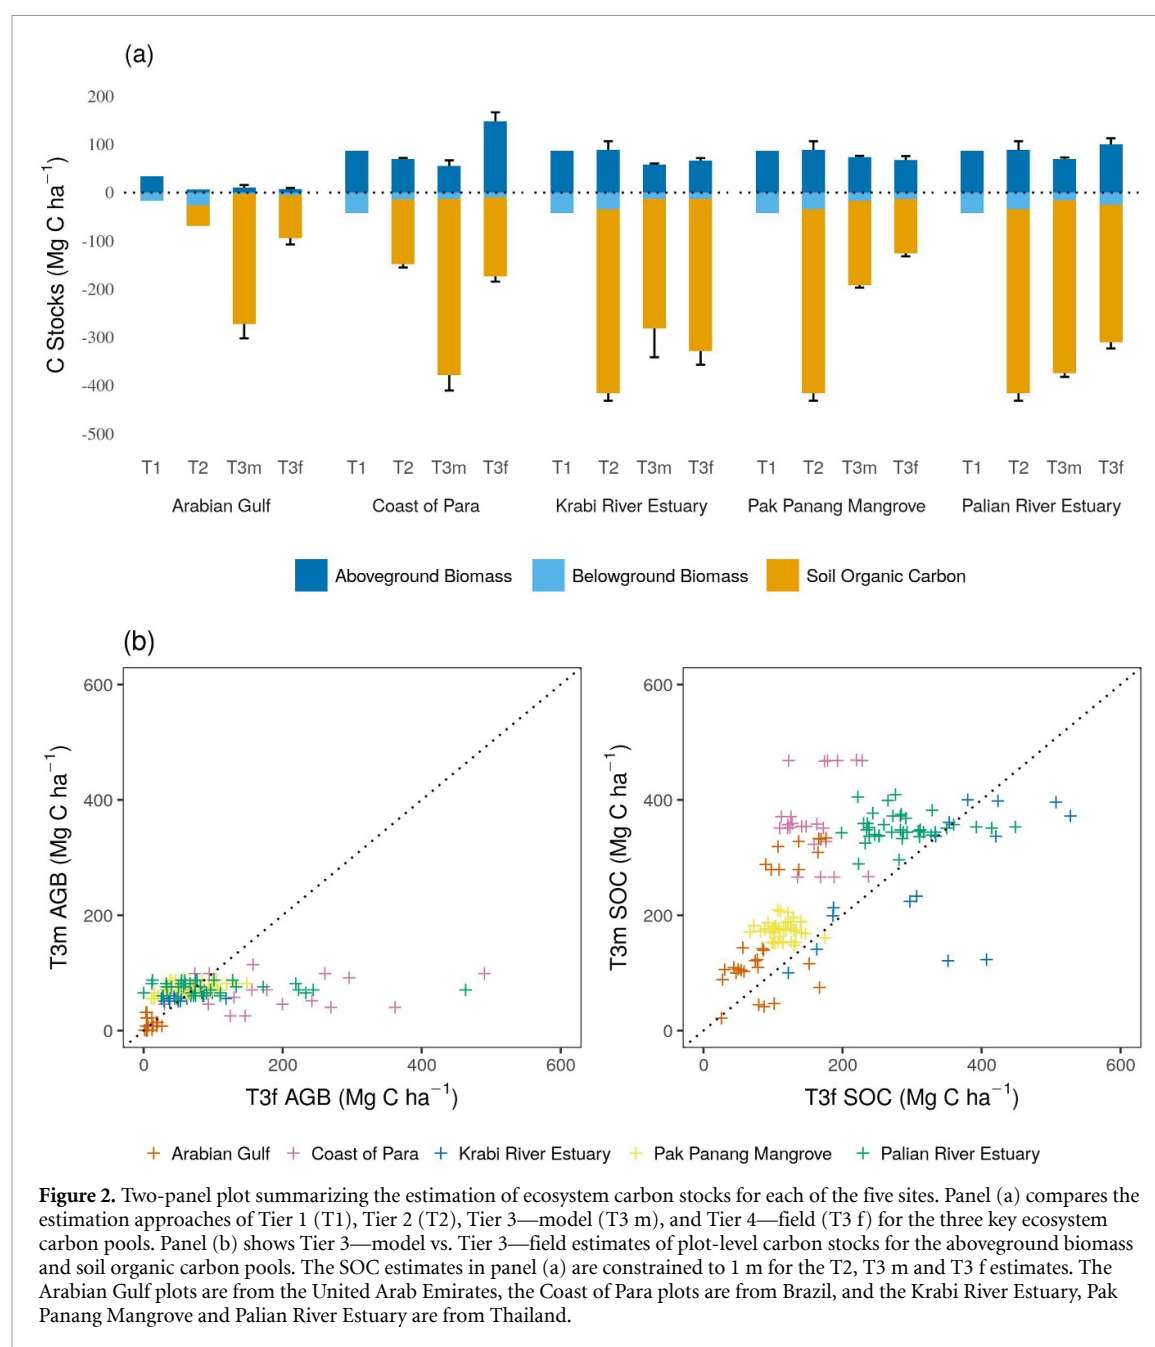 (a)
C Stocks (Mg C ha⁻¹)
200
100
0
-100
-200
-300
-400
-500
T1 T2 T3m T3f T1 T2 T3m T3f T1 T2 T3m T3f T1 T2 T3m T3f T1 T2 T3m T3f
Arabian Gulf Coast of Para Krabi River Estuary Pak Panang Mangrove Palian River Estuary
Aboveground Biomass Belowground Biomass Soil Organic Carbon
(b)
T3m AGB (Mg C ha⁻¹)
600
400
200
0
0 200 400 600
T3f AGB (Mg C ha⁻¹)
T3m SOC (Mg C ha⁻¹)
600
400
200
0
0 200 400 600
T3f SOC (Mg C ha⁻¹)
Arabian Gulf Coast of Para Krabi River Estuary Pak Panang Mangrove Palian River Estuary
Figure 2. Two-panel plot summarizing the estimation of ecosystem carbon stocks for each of the five sites. Panel (a) compares the
estimation approaches of Tier 1 (T1), Tier 2 (T2), Tier 3—model (T3 m), and Tier 4—field (T3 f) for the three key ecosystem
carbon pools. Panel (b) shows Tier 3—model vs. Tier 3—field estimates of plot-level carbon stocks for the aboveground biomass
and soil organic carbon pools. The SOC estimates in panel (a) are constrained to 1 m for the T2, T3 m and T3 f estimates. The
Arabian Gulf plots are from the United Arab Emirates, the Coast of Para plots are from Brazil, and the Krabi River Estuary, Pak
Panang Mangrove and Palian River Estuary are from Thailand.